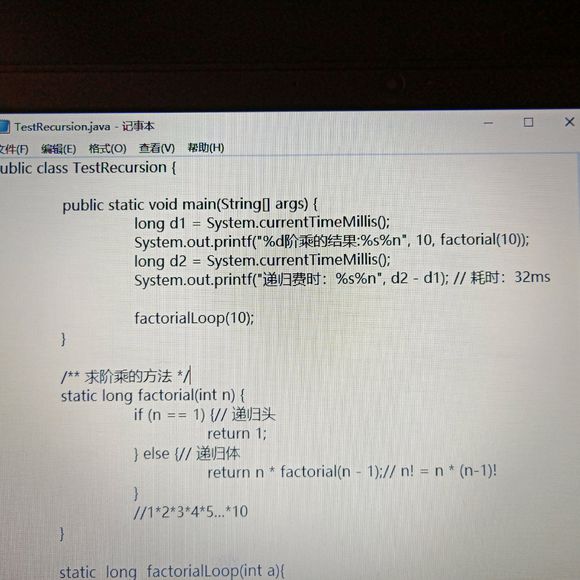 TestRecursion.java - 记事本
文件(F) 编辑(E) 格式(O) 查看(V) 帮助(H)
ublic class TestRecursion {
public static void main(String[] args) {
long d1 = System.currentTimeMillis();
System.out.printf("%d阶乘的结果:%s%n", 10, factorial(10));
long d2 = System.currentTimeMillis();
System.out.printf("递归费时：%s%n", d2 - d1); // 耗时：32ms
factorialLoop(10);
}
/** 求阶乘的方法 */
static long factorial(int n) {
if (n == 1) {// 递归头
return 1;
} else {// 递归体
return n * factorial(n - 1);// n! = n * (n-1)!
}
//1*2*3*4*5...*10
}
static long factorialLoop(int a){